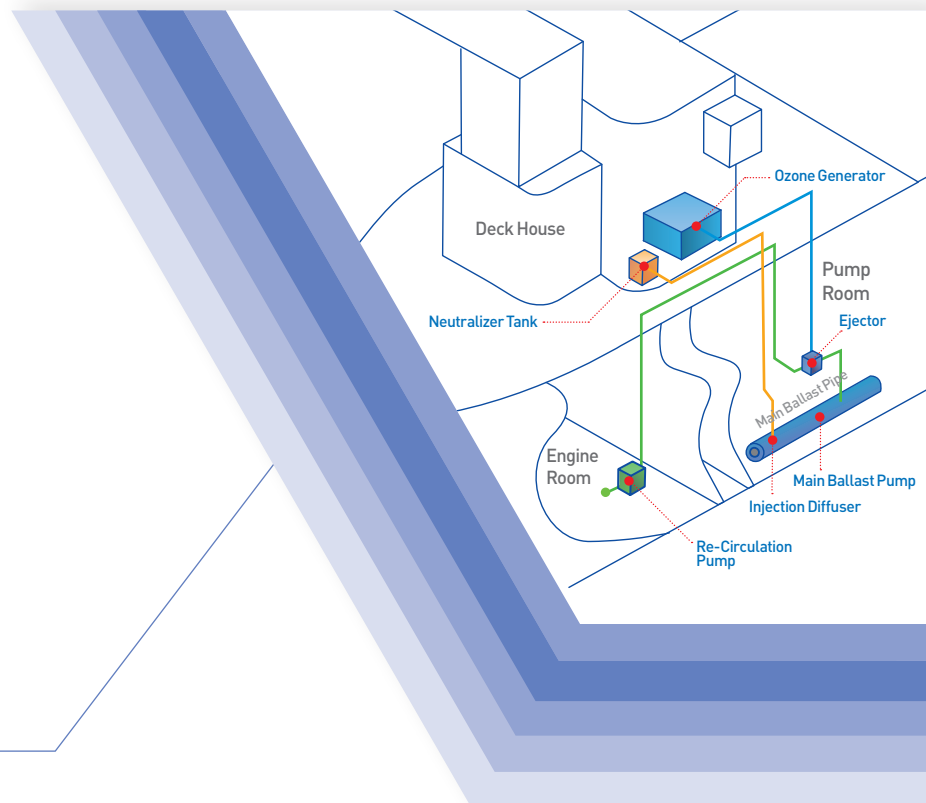 Ozone Generator
Deck House
Pump
Room
Neutralizer Tank
Ejector
Main Ballast Pipe
Engine
Room
Main Ballast Pump
Injection Diffuser
Re-Circulation
Pump